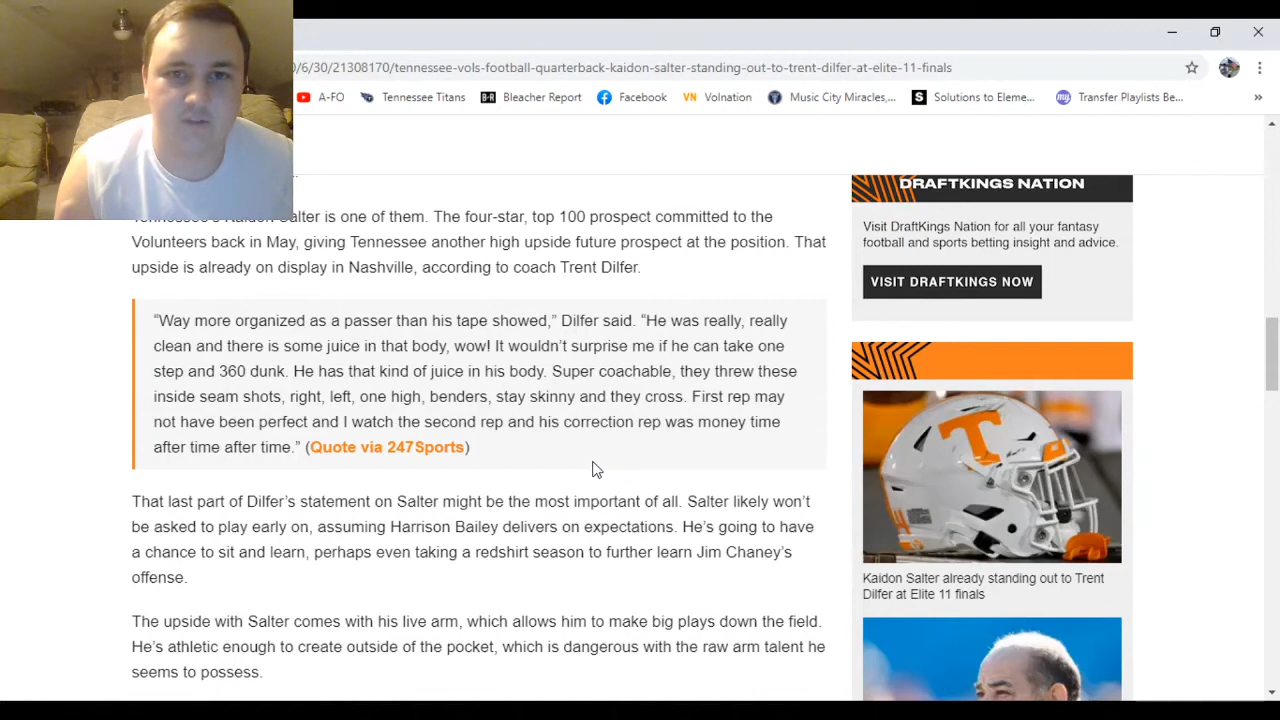 0/6/30/21308170/tennessee-vols-football-quarterback-kaidon-salter-standing-out-to-trent-dilfer-at-elite-11-finals
A-FO
Tennessee Titans
B/R Bleacher Report
Facebook
VN Volnation
Music City Miracles,...
S Solutions to Eleme...
my Transfer Playlists Be...
»
Tennessee's Kaidon Salter is one of them. The four-star, top 100 prospect committed to the
Volunteers back in May, giving Tennessee another high upside future prospect at the position. That
upside is already on display in Nashville, according to coach Trent Dilfer.
“Way more organized as a passer than his tape showed,” Dilfer said. “He was really, really
clean and there is some juice in that body, wow! It wouldn’t surprise me if he can take one
step and 360 dunk. He has that kind of juice in his body. Super coachable, they threw these
inside seam shots, right, left, one high, benders, stay skinny and they cross. First rep may
not have been perfect and I watch the second rep and his correction rep was money time
after time after time.” (Quote via 247Sports)
That last part of Dilfer’s statement on Salter might be the most important of all. Salter likely won’t
be asked to play early on, assuming Harrison Bailey delivers on expectations. He’s going to have
a chance to sit and learn, perhaps even taking a redshirt season to further learn Jim Chaney’s
offense.
The upside with Salter comes with his live arm, which allows him to make big plays down the field.
He’s athletic enough to create outside of the pocket, which is dangerous with the raw arm talent he
seems to possess.
DRAFTKINGS NATION
Visit DraftKings Nation for all your fantasy
football and sports betting insight and advice.
VISIT DRAFTKINGS NOW
T
Kaidon Salter already standing out to Trent
Dilfer at Elite 11 finals